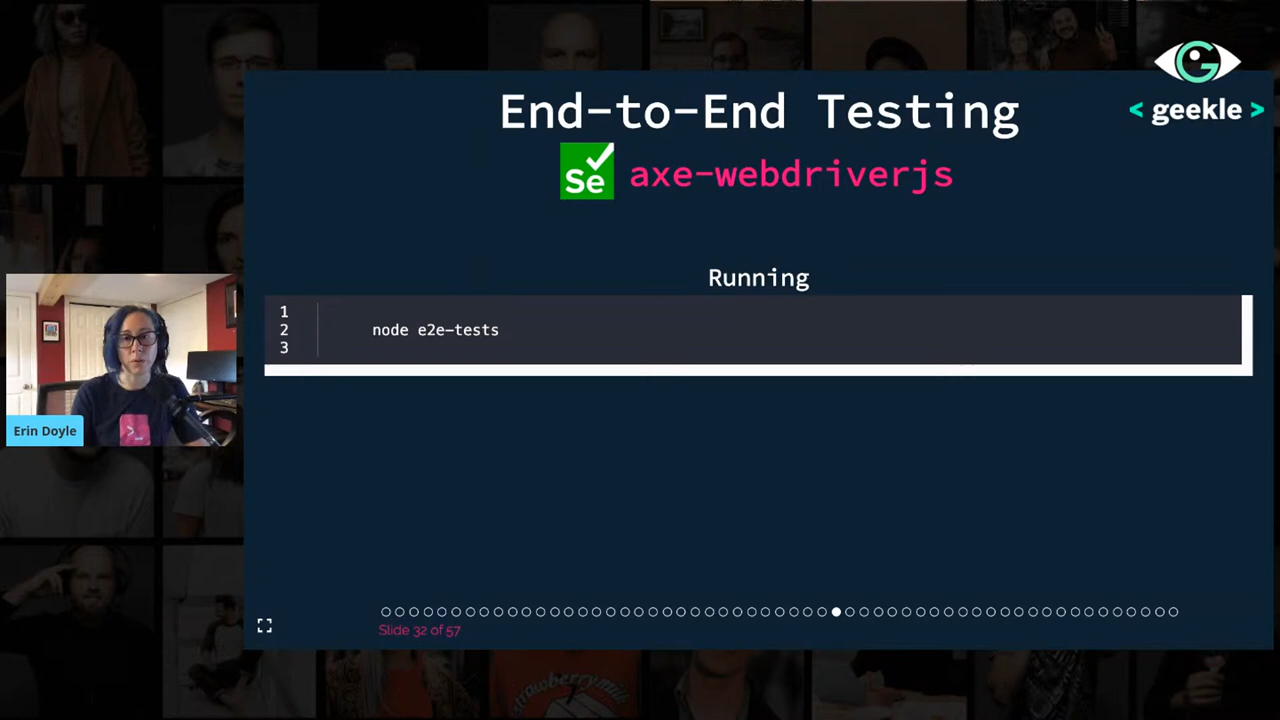 End-to-End Testing
< geekle >
Se axe-webdriverjs
Running
1
2 node e2e-tests
3
Erin Doyle
Slide 32 of 57